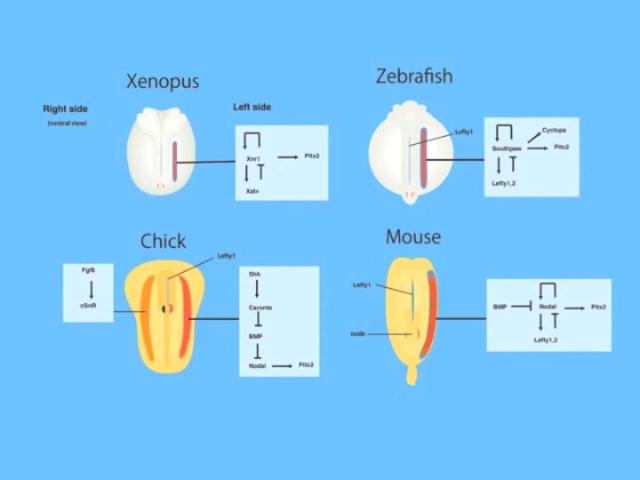 Xenopus
Right side
(ventral view)
Left side
Xnr1
Pitx2
Xatv
Zebrafish
Lefty1
Cyclops
Southpaw
Pitx2
Lefty1,2
Chick
Lefty1
Fgf8
cSnR
Shh
Caronte
BMP
Nodal
Pitx2
Mouse
Lefty1
node
BMP
Nodal
Pitx2
Lefty1,2